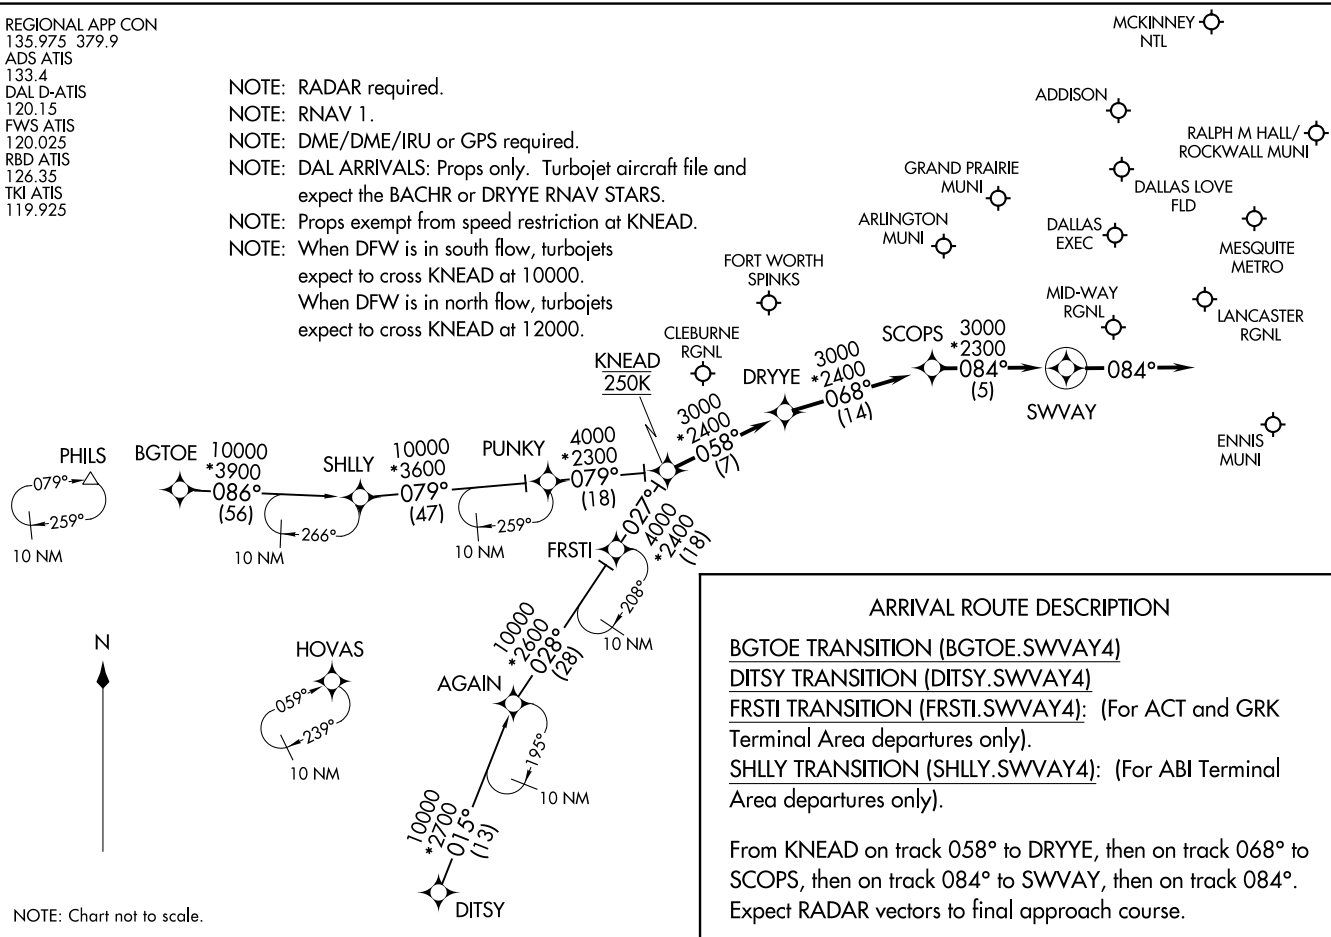 REGIONAL APP CON
135.975 379.9
ADS ATIS
133.4
DAL D-ATIS
120.15
FWS ATIS
120.025
RBD ATIS
126.35
TKI ATIS
119.925
NOTE: RADAR required.
NOTE: RNAV 1.
NOTE: DME/DME/IRU or GPS required.
NOTE: DAL ARRIVALS: Props only. Turbojet aircraft file and
expect the BACHR or DRYYE RNAV STARS.
NOTE: Props exempt from speed restriction at KNEAD.
NOTE: When DFW is in south flow, turbojets
expect to cross KNEAD at 10000.
When DFW is in north flow, turbojets
expect to cross KNEAD at 12000.
MCKINNEY
NTL
ADDISON
RALPH M HALL/
ROCKWALL MUNI
GRAND PRAIRIE
MUNI
DALLAS LOVE
FLD
ARLINGTON
MUNI
DALLAS
EXEC
MESQUITE
METRO
FORT WORTH
SPINKS
MID-WAY
RGNL
LANCASTER
RGNL
CLEBURNE
RGNL
ENNIS
MUNI
KNEAD
250K
DRYYE
SCOPS
SWVAY
3000
*2400
058°
(7)
3000
*2400
068°
(14)
3000
*2300
084°
(5)
084°
PHILS
079°
259°
10 NM
BGTOE
10000
*3900
086°
(56)
SHLLY
266°
10 NM
10000
*3600
079°
(47)
PUNKY
259°
10 NM
4000
*2300
079°
(18)
FRSTI
027°
4000
*2400
(18)
208°
10 NM
10000
*2600
028°
(28)
AGAIN
195°
10 NM
10000
*2700
015°
(13)
DITSY
HOVAS
059°
239°
10 NM
N
NOTE: Chart not to scale.
ARRIVAL ROUTE DESCRIPTION
BGTOE TRANSITION (BGTOE.SWVAY4)
DITSY TRANSITION (DITSY.SWVAY4)
FRSTI TRANSITION (FRSTI.SWVAY4): (For ACT and GRK
Terminal Area departures only).
SHLLY TRANSITION (SHLLY.SWVAY4): (For ABI Terminal
Area departures only).
From KNEAD on track 058° to DRYYE, then on track 068° to
SCOPS, then on track 084° to SWVAY, then on track 084°.
Expect RADAR vectors to final approach course.